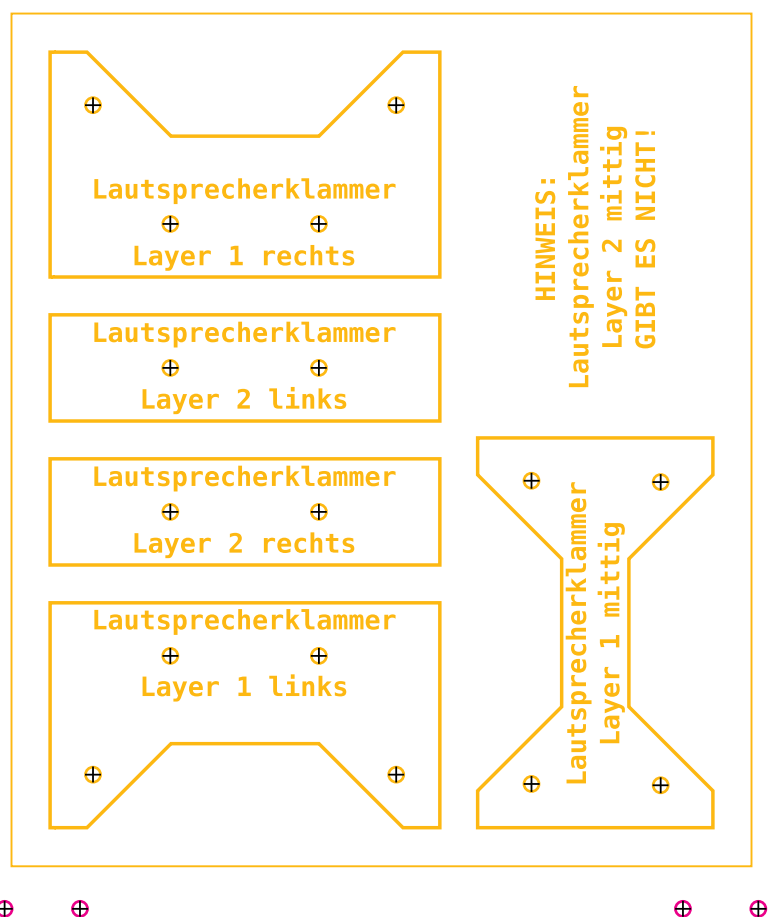 Lautsprecherklammer
Layer 1 rechts
Lautsprecherklammer
Layer 2 links
Lautsprecherklammer
Layer 2 rechts
Lautsprecherklammer
Layer 1 links
HINWEIS:
Lautsprecherklammer
Layer 2 mittig
GIBT ES NICHT!
Lautsprecherklammer
Layer 1 mittig